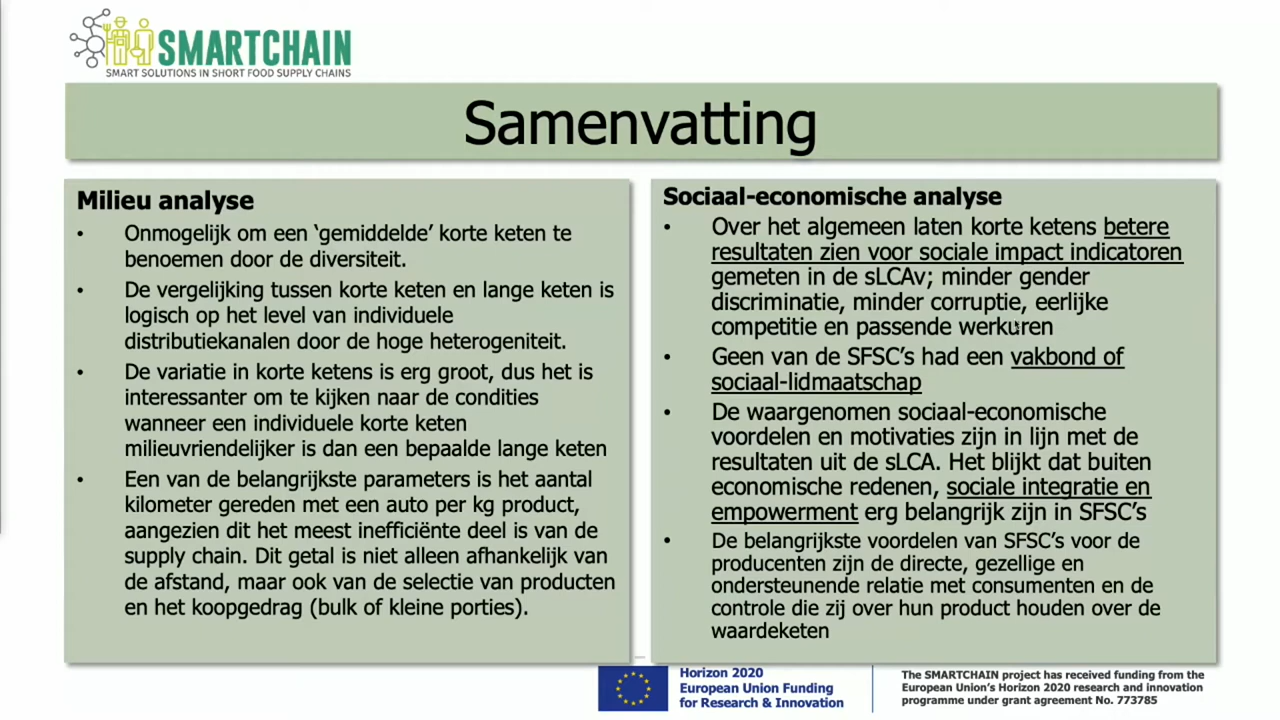 SMARTCHAIN
SMART SOLUTIONS IN SHORT FOOD SUPPLY CHAINS
Samenvatting
Milieu analyse
• Onmogelijk om een ‘gemiddelde’ korte keten te
benoemen door de diversiteit.
• De vergelijking tussen korte keten en lange keten is
logisch op het level van individuele
distributiekanalen door de hoge heterogeniteit.
• De variatie in korte ketens is erg groot, dus het is
interessanter om te kijken naar de condities
wanneer een individuele korte keten
milieuvriendelijker is dan een bepaalde lange keten
• Een van de belangrijkste parameters is het aantal
kilometer gereden met een auto per kg product,
aangezien dit het meest inefficiënte deel is van de
supply chain. Dit getal is niet alleen afhankelijk van
de afstand, maar ook van de selectie van producten
en het koopgedrag (bulk of kleine porties).
Sociaal-economische analyse
• Over het algemeen laten korte ketens betere
resultaten zien voor sociale impact indicatoren
gemeten in de sLCAv; minder gender
discriminatie, minder corruptie, eerlijke
competitie en passende werkuren
• Geen van de SFSC’s had een vakbond of
sociaal-lidmaatschap
• De waargenomen sociaal-economische
voordelen en motivaties zijn in lijn met de
resultaten uit de sLCA. Het blijkt dat buiten
economische redenen, sociale integratie en
empowerment erg belangrijk zijn in SFSC’s
• De belangrijkste voordelen van SFSC’s voor de
producenten zijn de directe, gezellige en
ondersteunende relatie met consumenten en de
controle die zij over hun product houden over de
waardeketen
Horizon 2020
European Union Funding
for Research & Innovation
The SMARTCHAIN project has received funding from the
European Union’s Horizon 2020 research and innovation
programme under grant agreement No. 773785